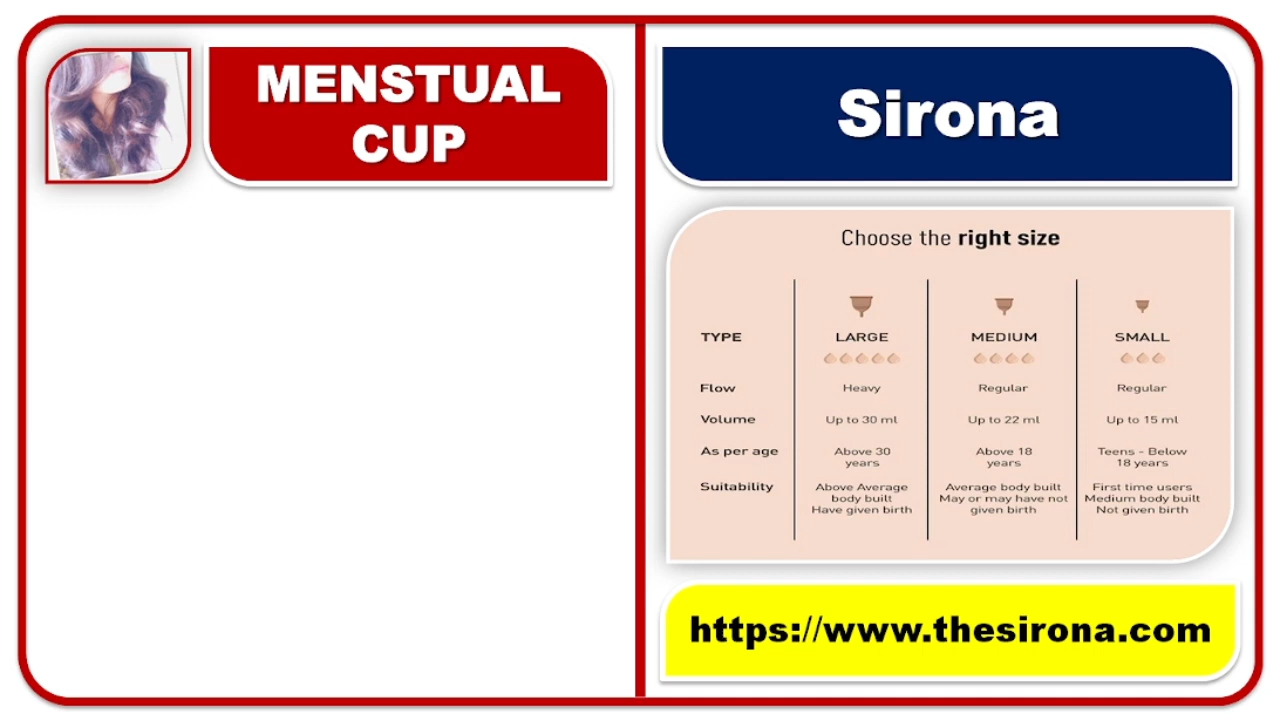 MENSTUAL
CUP
Sirona
Choose the right size
TYPE LARGE MEDIUM SMALL
Flow Heavy Regular Regular
Volume Up to 30 ml Up to 22 ml Up to 15 ml
As per age Above 30 Above 18 Teens - Below
years years 18 years
Suitability Above Average Average body built First time users
body built May or may have not Medium body built
Have given birth given birth Not given birth
https://www.thesirona.com